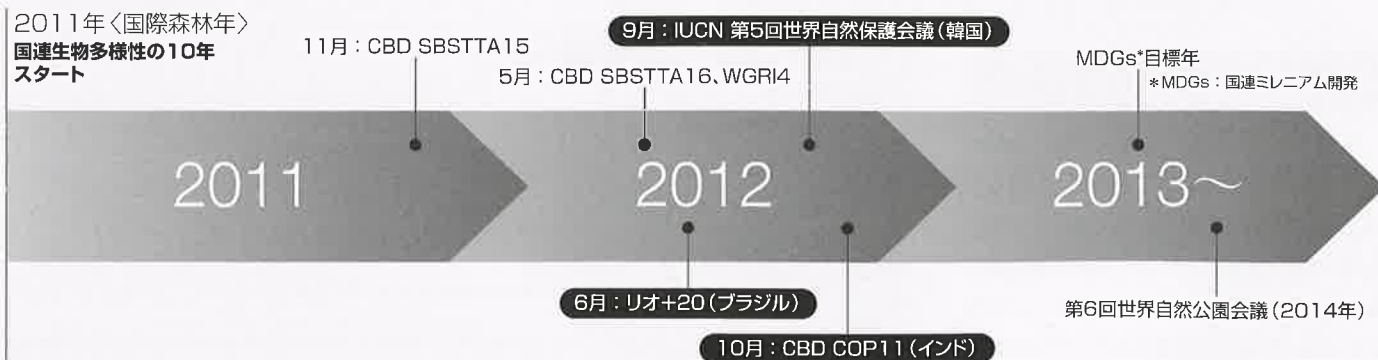 2011年〈国際森林年〉
国連生物多様性の10年
スタート
11月：CBD SBSTTA15
5月：CBD SBSTTA16、WGRI4
9月：IUCN 第5回世界自然保護会議（韓国）
MDGs*目標年
*MDGs：国連ミレニアム開発
2011
2012
2013〜
6月：リオ+20（ブラジル）
10月：CBD COP11（インド）
第6回世界自然公園会議（2014年）